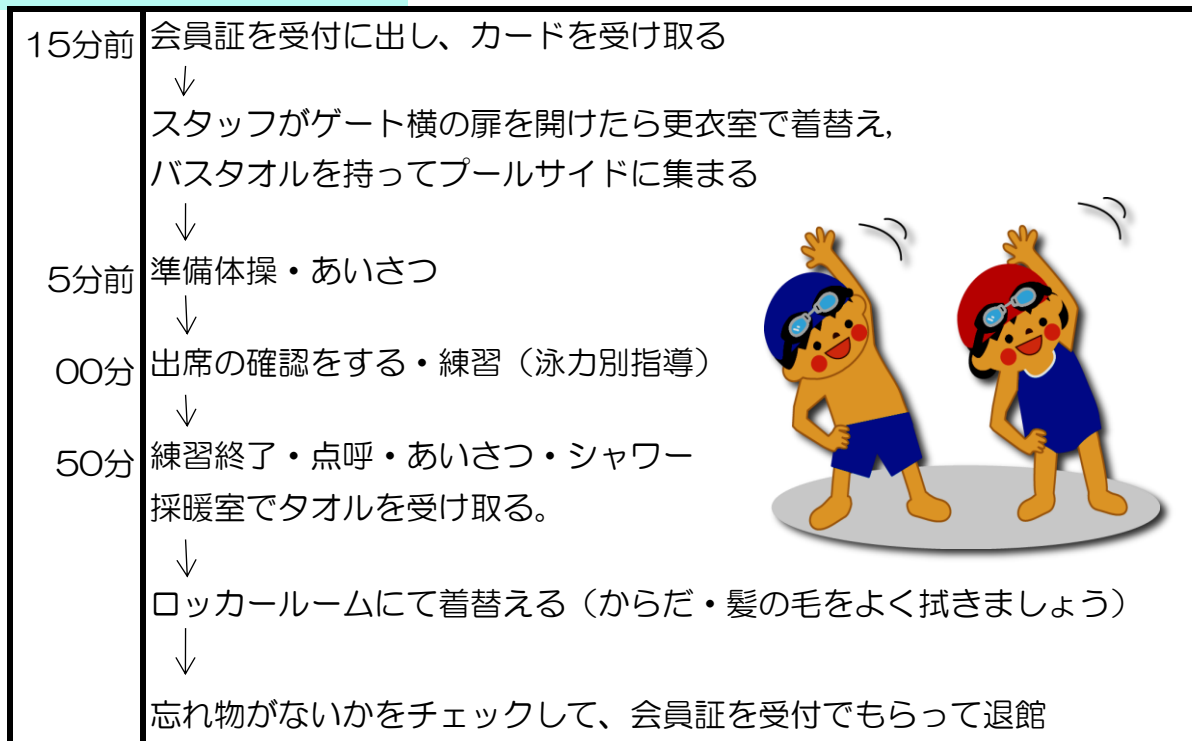 15分前 会員証を受付に出し、カードを受け取る
↓
スタッフがゲート横の扉を開けたら更衣室で着替え,
バスタオルを持ってプールサイドに集まる
↓
5分前 準備体操・あいさつ
↓
00分 出席の確認をする・練習（泳力別指導）
↓
50分 練習終了・点呼・あいさつ・シャワー
採暖室でタオルを受け取る。
↓
ロッカールームにて着替える（からだ・髪の毛をよく拭きましょう）
↓
忘れ物がないかをチェックして、会員証を受付でもらって退館